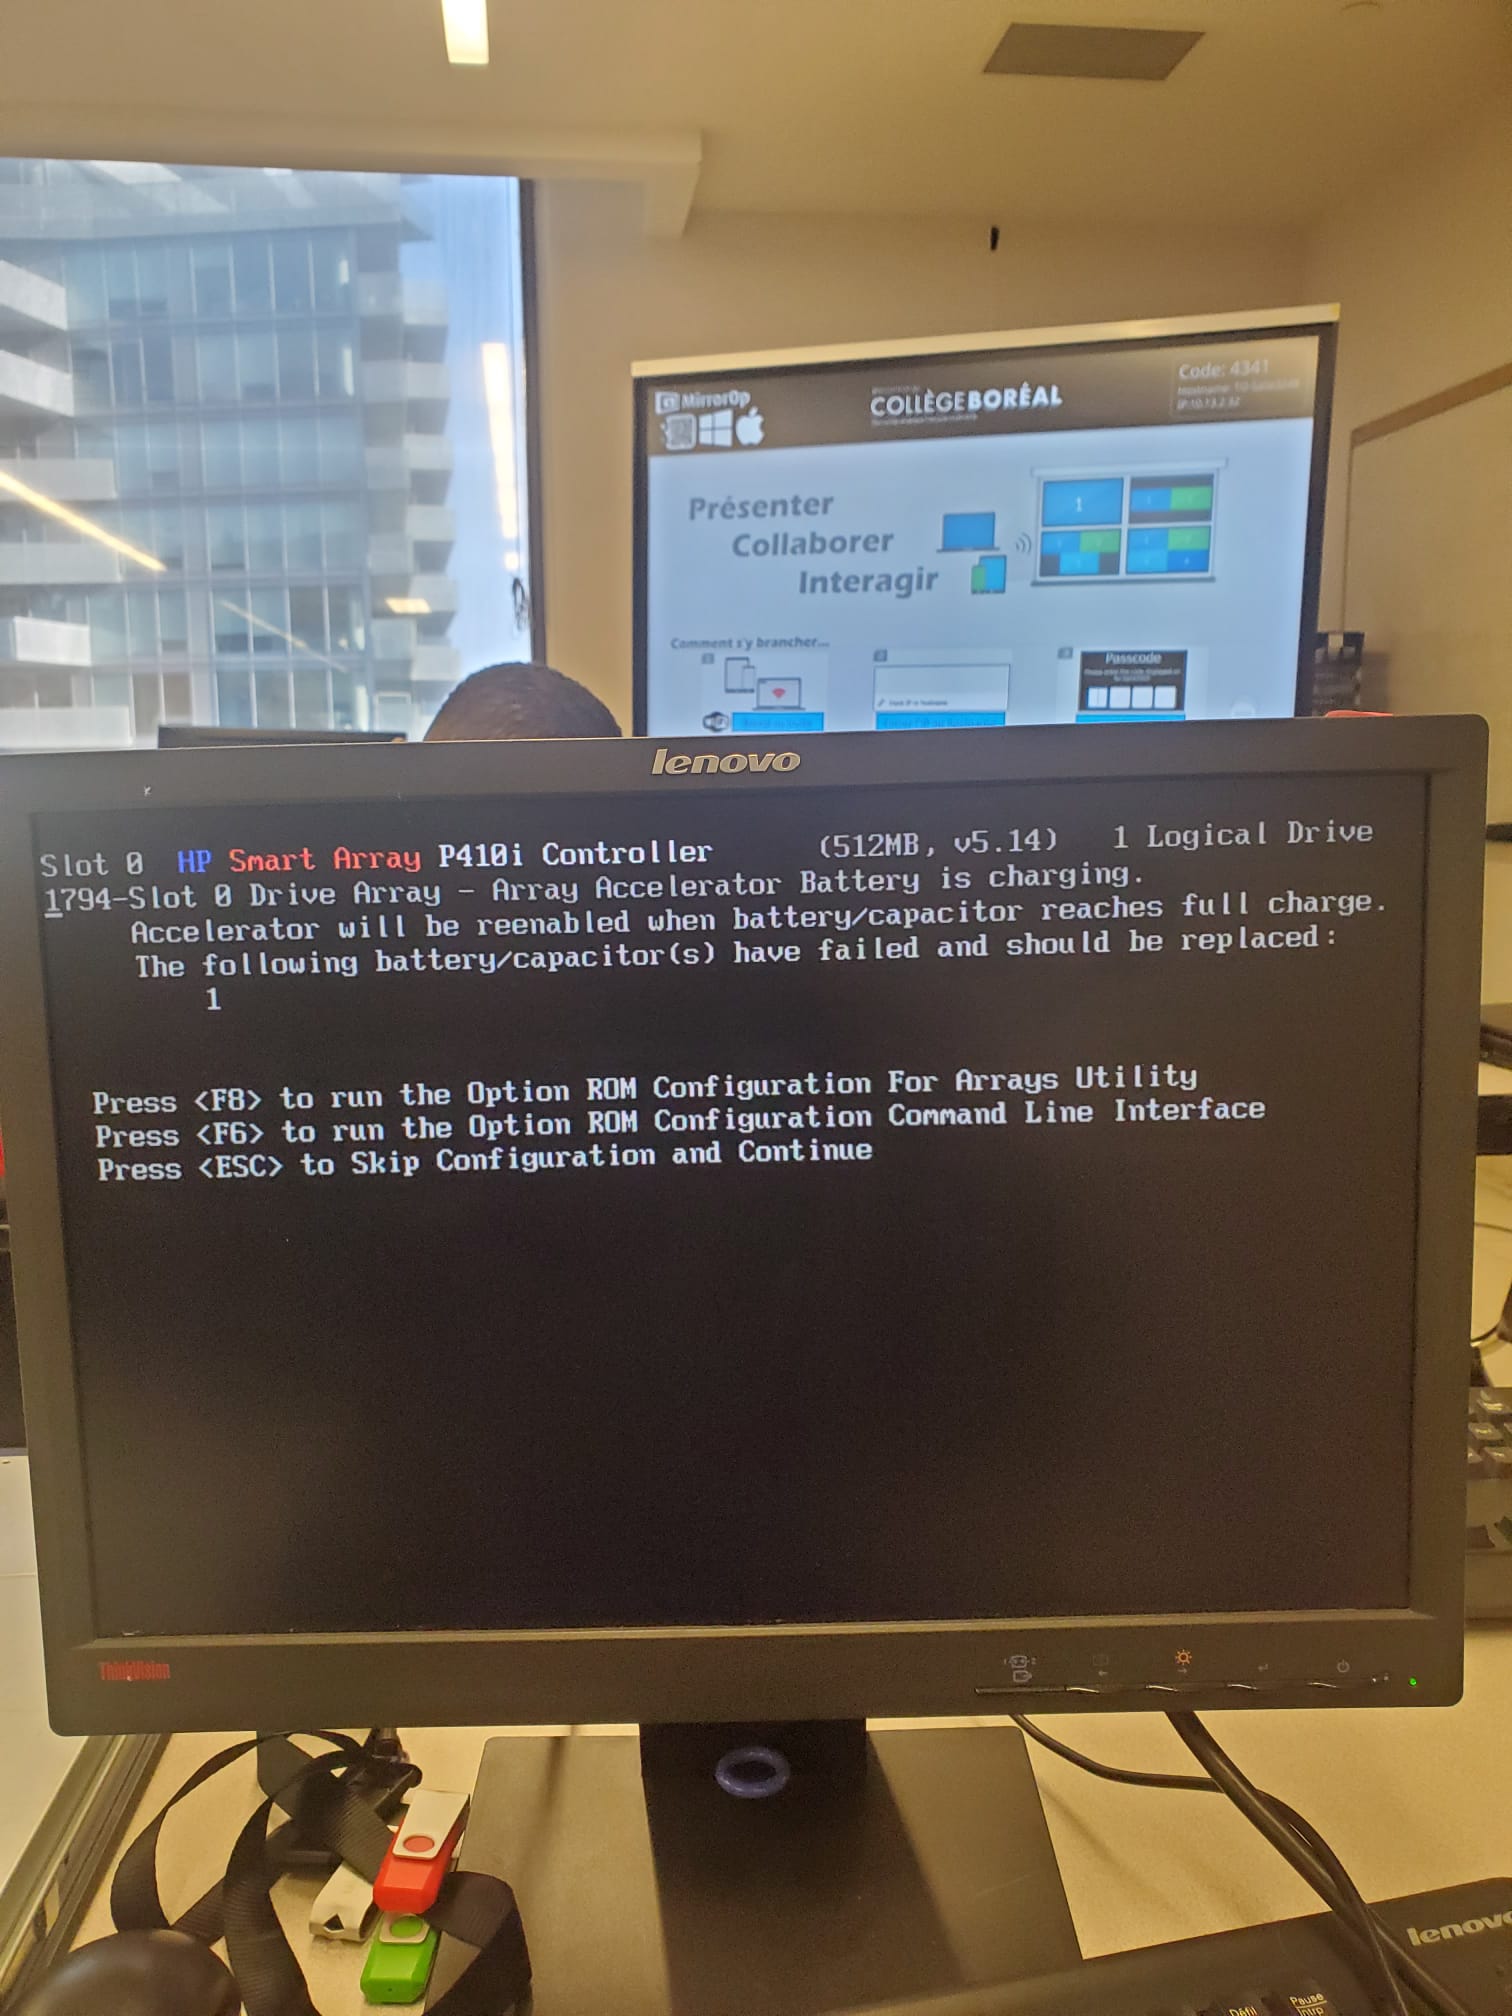 MirrorOp
COLLÈGEBORÉAL
Code: 4341
Présenter
Collaborer
Interagir
1
Comment s'y brancher...
Passcode
lenovo
Slot 0 HP Smart Array P410i Controller (512MB, v5.14) 1 Logical Drive
1794-Slot 0 Drive Array - Array Accelerator Battery is charging.
Accelerator will be reenabled when battery/capacitor reaches full charge.
The following battery/capacitor(s) have failed and should be replaced:
1
Press <F8> to run the Option ROM Configuration For Arrays Utility
Press <F6> to run the Option ROM Configuration Command Line Interface
Press <ESC> to Skip Configuration and Continue
ThinkVision
lenovo
Défil
Pause
Intrp